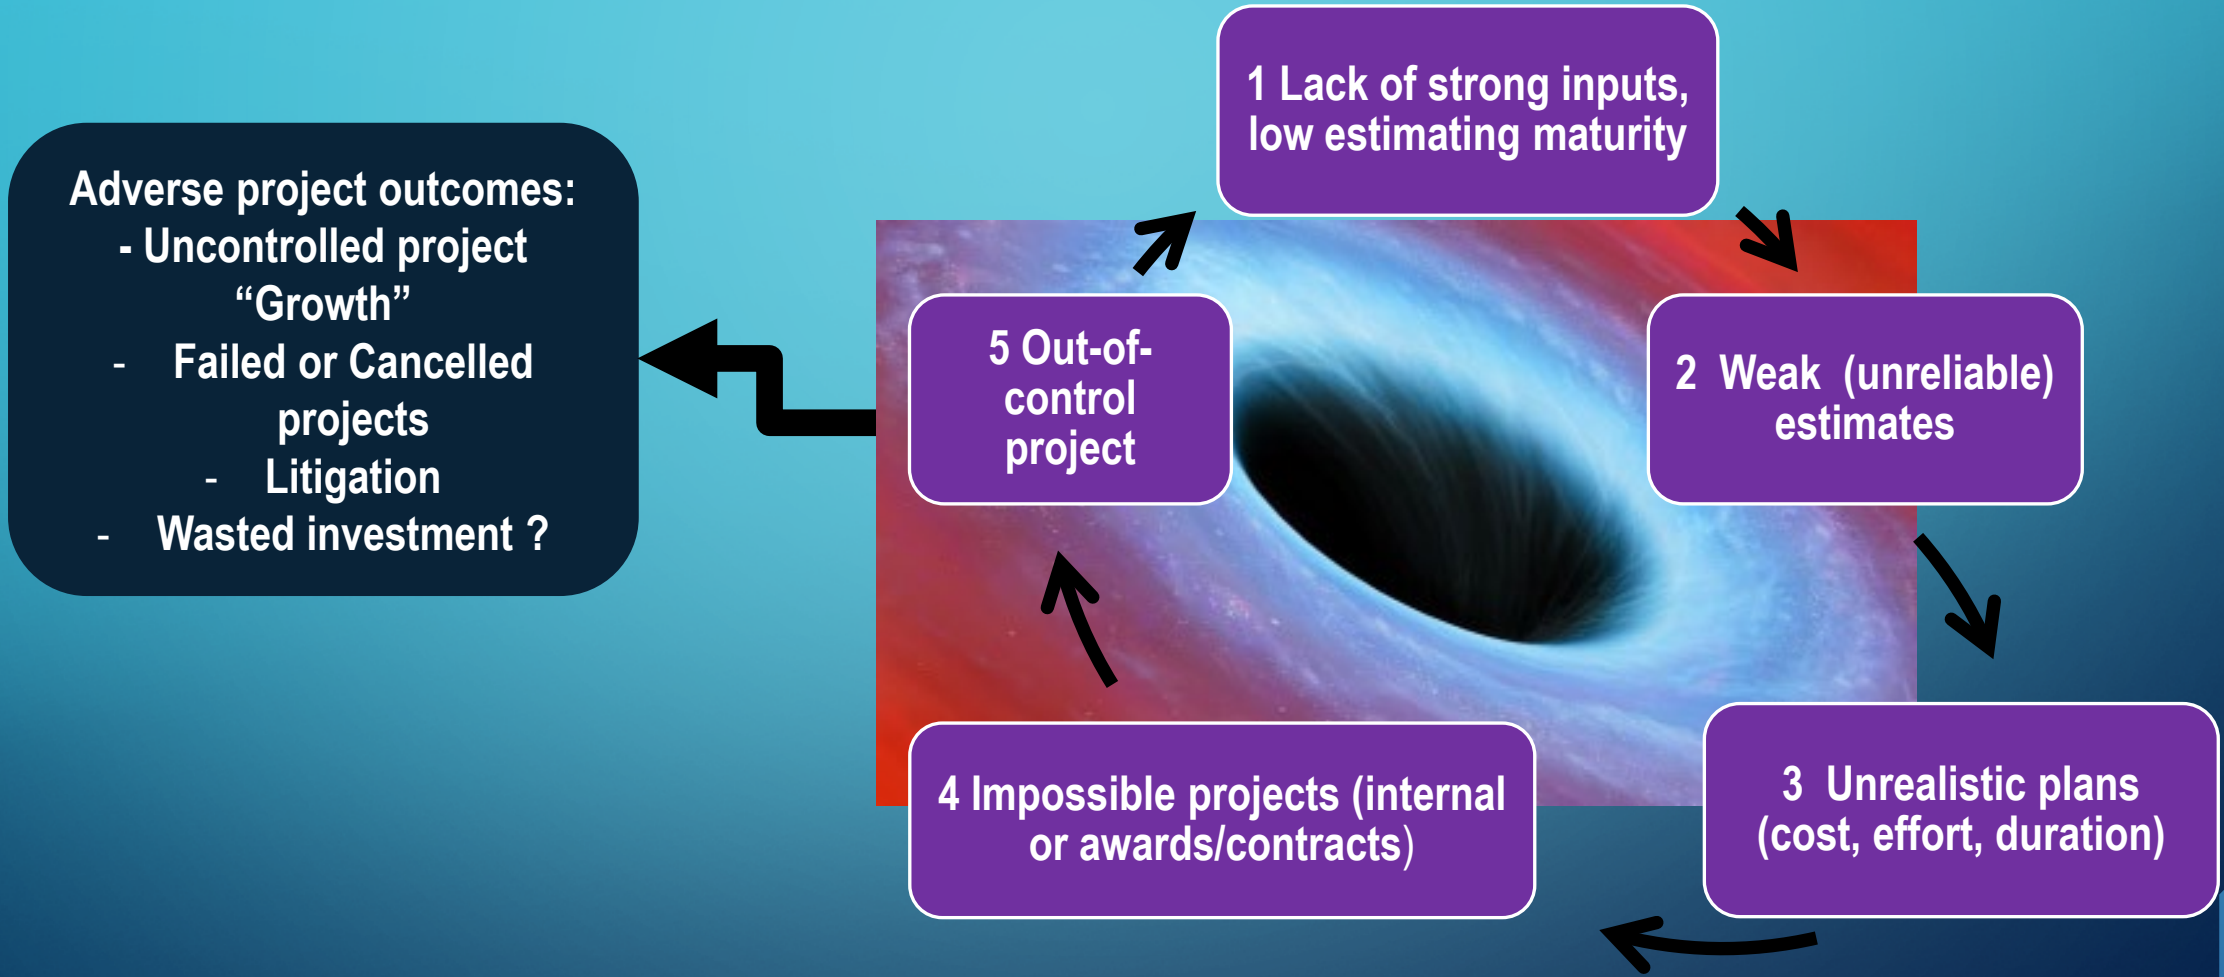 Adverse project outcomes:
- Uncontrolled project
“Growth”
- Failed or Cancelled
projects
- Litigation
- Wasted investment ?
1 Lack of strong inputs,
low estimating maturity
2 Weak (unreliable)
estimates
3 Unrealistic plans
(cost, effort, duration)
4 Impossible projects (internal
or awards/contracts)
5 Out-of-
control
project